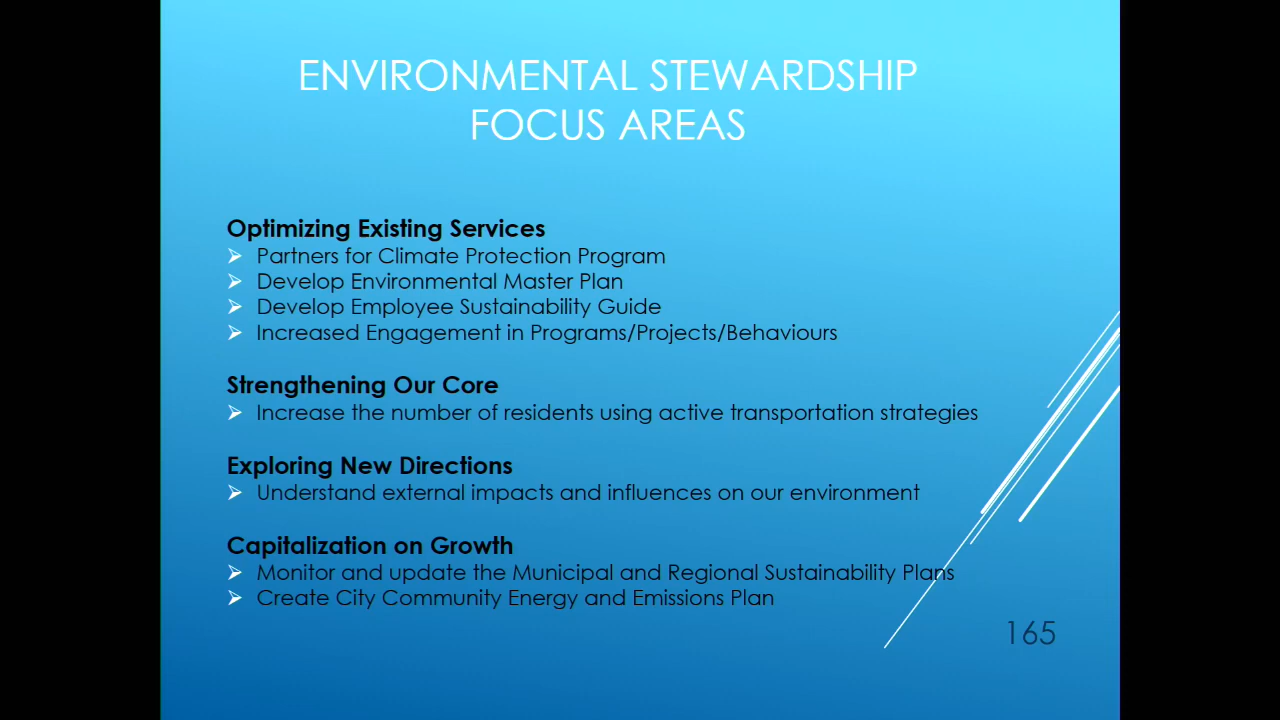 ENVIRONMENTAL STEWARDSHIP
FOCUS AREAS
Optimizing Existing Services
Partners for Climate Protection Program
Develop Environmental Master Plan
Develop Employee Sustainability Guide
Increased Engagement in Programs/Projects/Behaviours
Strengthening Our Core
Increase the number of residents using active transportation strategies
Exploring New Directions
Understand external impacts and influences on our environment
Capitalization on Growth
Monitor and update the Municipal and Regional Sustainability Plans
Create City Community Energy and Emissions Plan
165